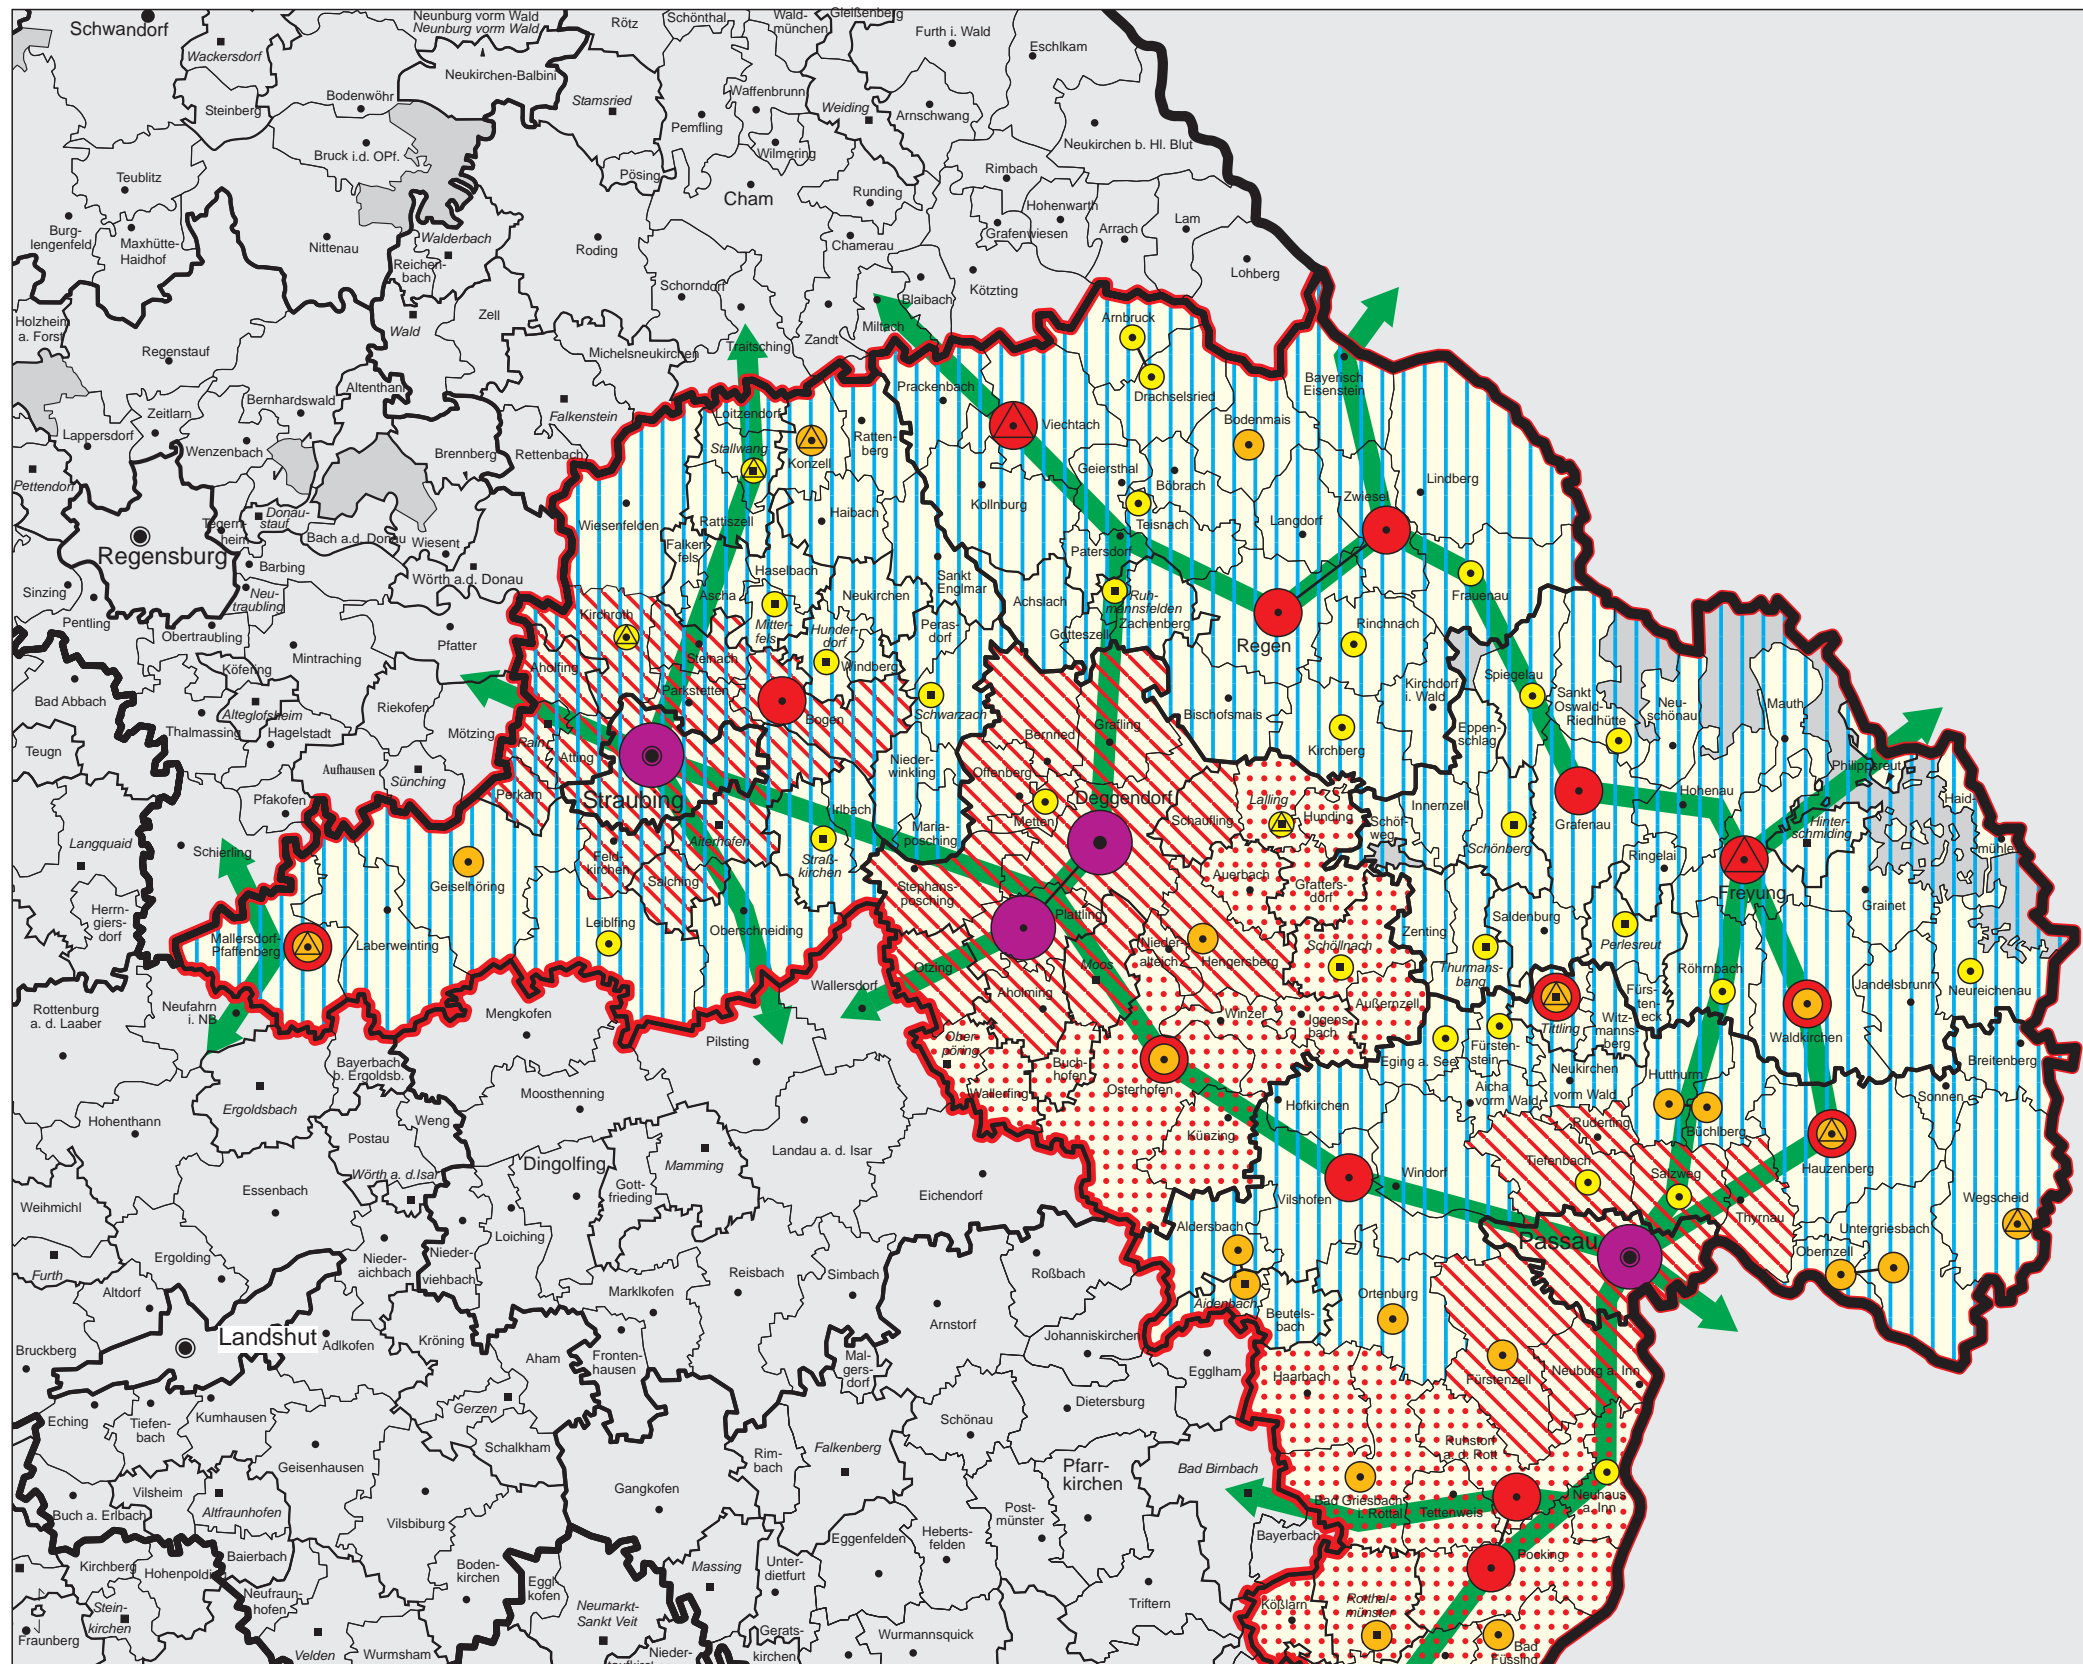 Schwandorf
Wackersdorf
Neunburg vorm Wald
Neunburg vorm Wald
Rötz
Schönthal
Wald-
münchen
Gleißenberg
Furth i. Wald
Eschlkam
Steinberg
Bodenwöhr
Neukirchen-Balbini
Stamsried
Waffenbrunn
Weiding
Arnschwang
Pemfling
Wilmering
Neukirchen b. Hl. Blut
Teublitz
Bruck i.d. OPf.
Pösing
Cham
Runding
Rimbach
Hohenwarth
Lam
Burg-
lengenfeld
Maxhütte-
Haidhof
Nittenau
Walderbach
Reichen-
bach
Roding
Chamerau
Grafenwiesen
Arrach
Lohberg
Schorndorf
Blaibach
Kötzting
Holzheim
a. Forst
Regenstauf
Wald
Zell
Michelsneukirchen
Traitsching
Zandt
Miltach
Arnbruck
Drachselsried
Bayerisch
Eisenstein
Zeitlarn
Lappersdorf
Bernhardswald
Altenthann
Wenzenbach
Brennberg
Falkenstein
Rettenbach
Loitzendorf
Stallwang
Konzell
Ratten-
berg
Prackenbach
Viechtach
Bodenmais
Geiersthal
Böbrach
Lindberg
Pettendorf
Regensburg
Tegern-
heim
Donau-
stauf
Bach a.d. Donau
Wiesent
Barbing
Wörth a.d. Donau
Wiesenfelden
Rattiszell
Haibach
Kollnburg
Teisnach
Langdorf
Zwiesel
Sinzing
Pentling
Neu-
traubling
Obertraubling
Falken-
fels
Haselbach
Ascha
Neukirchen
Sankt
Englmar
Patersdorf
Achslach
Ruh-
mannsfelden
Zachenberg
Frauenau
Kirchroth
Mitter-
fels
Hunder-
dorf
Peras-
dorf
Gotteszell
Regen
Rinchnach
Mintraching
Pfatter
Köfering
Aholfing
Steinach
Windberg
Bad Abbach
Alteglofsheim
Riekofen
Parkstetten
Bogen
Schwarzach
Bischofsmais
Kirchdorf
i. Wald
Spiegelau
Sankt
Oswald-
Riedlhütte
Neu-
schönau
Mauth
Thalmassing
Hagelstadt
Mötzing
Rain
Atting
Teugn
Aufhausen
Sünching
Bernried
Grafling
Kirchberg
Eppen-
schlag
Philippsreut
Pfakofen
Perkam
Straubing
Nieder-
winkling
Offenberg
Metten
Deggendorf
Schaufling
Lalling
Hunding
Schöf-
weg
Innernzell
Grafenau
Hohenau
Hinter-
schmiding
Haid-
mühle
Langquaid
Schierling
Geiselhöring
Feld-
kirchen
Aiterhofen
Irlbach
Straß-
kirchen
Maria-
posching
Auerbach
Schönberg
Ringelai
Freyung
Grainet
Herrn-
giers-
dorf
Salching
Stephans-
posching
Plattling
Gratters-
dorf
Zenting
Saldenburg
Perlesreut
Mallersdorf-
Pfaffenberg
Laberweinting
Leiblfing
Oberschneiding
Otzing
Moos
Nieder-
alteich
Hengersberg
Schöllnach
Thurmans-
bang
Röhrnbach
Jandelsbrunn
Neureichenau
Rottenburg
a. d. Laaber
Neufahrn
i. NB
Mengkofen
Wallersdorf
Aholming
Winzer
Außernzell
Iggens-
bach
Tittling
Fürs-
ten-
eck
Witz-
manns-
berg
Waldkirchen
Pilsting
Ober-
pöring
Buch-
hofen
Osterhofen
Eging a. See
Fürsten-
stein
Breitenberg
Bayerbach
b. Ergoldsb.
Moosthenning
Wallerfing
Aicha
vorm Wald
Neukirchen
vorm Wald
Hutthurm
Sonnen
Hohenthann
Ergoldsbach
Weng
Postau
Künzing
Hofkirchen
Büchlberg
Ruderting
Dingolfing
Mamming
Landau a. d. Isar
Hauzenberg
Weihmichl
Essenbach
Wörth a. d.Isar
Gott-
frieding
Eichendorf
Vilshofen
Windorf
Tiefenbach
Salzweg
Wegscheid
Furth
Ergolding
Nieder-
aichbach
Nieder-
viehbach
Loiching
Aldersbach
Passau
Thyrnau
Obernzell
Untergriesbach
Altdorf
Marklkofen
Reisbach
Simbach
Roßbach
Aidenbach
Beutels-
bach
Ortenburg
Bruckberg
Landshut
Adlkofen
Kröning
Aham
Fronten-
hausen
Arnstorf
Johanniskirchen
Egglham
Haarbach
Fürstenzell
Neuburg a. Inn
Mal-
gers-
dorf
Eching
Tiefen-
bach
Kumhausen
Gerzen
Schalkham
Schönau
Dietersburg
Ruhstorf
a. d. Rott
Geisenhausen
Rim-
bach
Falkenberg
Pfarr-
kirchen
Bad Birnbach
Vilsheim
Gangkofen
Buch a. Erlbach
Altfraunhofen
Vilsbiburg
Eggenfelden
Heberts-
felden
Post-
münster
Bayerbach
Bad Griesbach
i. Rottal
Tettenweis
Neuhaus
a. Inn
Kirchberg
Hohenpolding
Baierbach
Boden-
kirchen
Massing
Unter-
dietfurt
Pocking
Stein-
kirchen
Neufraun-
hofen
Eggl-
kofen
Neumarkt-
Sankt Veit
Triftern
Kößlarn
Rotthal-
münster
Fraunberg
Velden
Wurmsham
Nieder-
Gerats-
kirchen
Wurmannsquick
Bad
Füssing